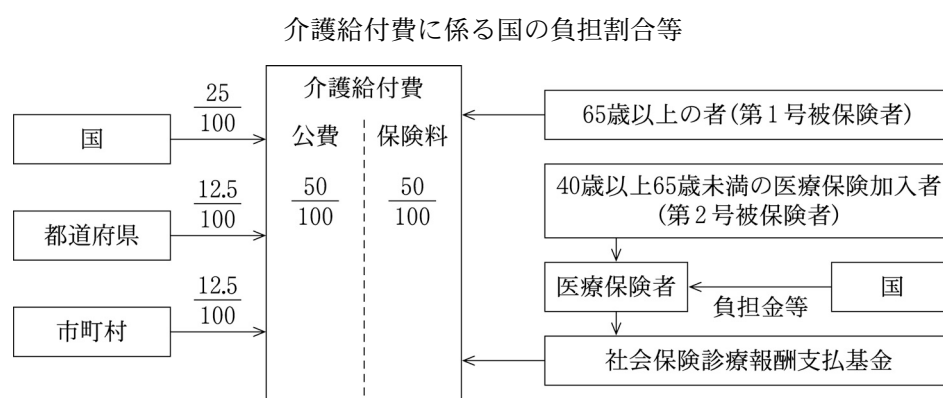 介護給付費に係る国の負担割合等
介護給付費
公費
保険料
50
100
50
100
国
25
100
都道府県
12.5
100
市町村
12.5
100
65歳以上の者(第1号被保険者)
40歳以上65歳未満の医療保険加入者
(第2号被保険者)
医療保険者
負担金等
国
社会保険診療報酬支払基金